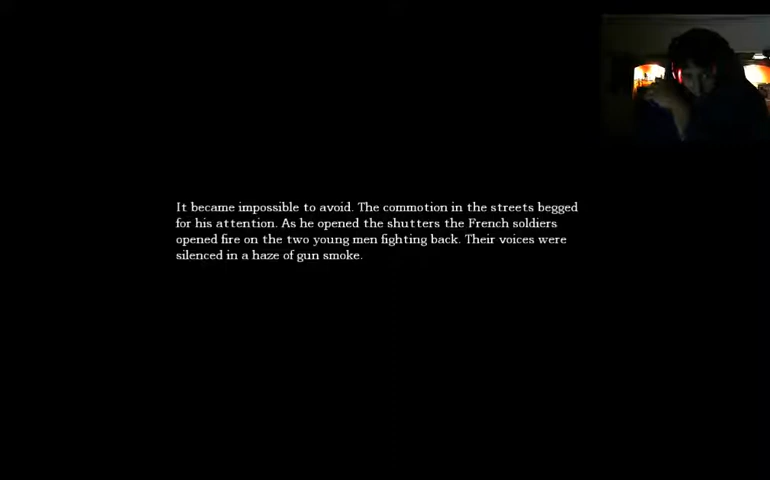 It became impossible to avoid. The commotion in the streets begged
for his attention. As he opened the shutters the French soldiers
opened fire on the two young men fighting back. Their voices were
silenced in a haze of gun smoke.